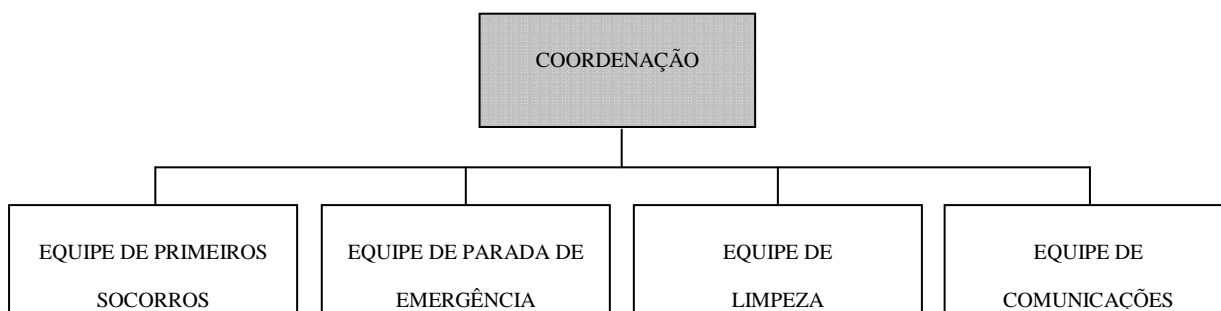 COORDENAÇÃO
EQUIPE DE PRIMEIROS
SOCORROS
EQUIPE DE PARADA DE
EMERGÊNCIA
EQUIPE DE
LIMPEZA
EQUIPE DE
COMUNICAÇÕES